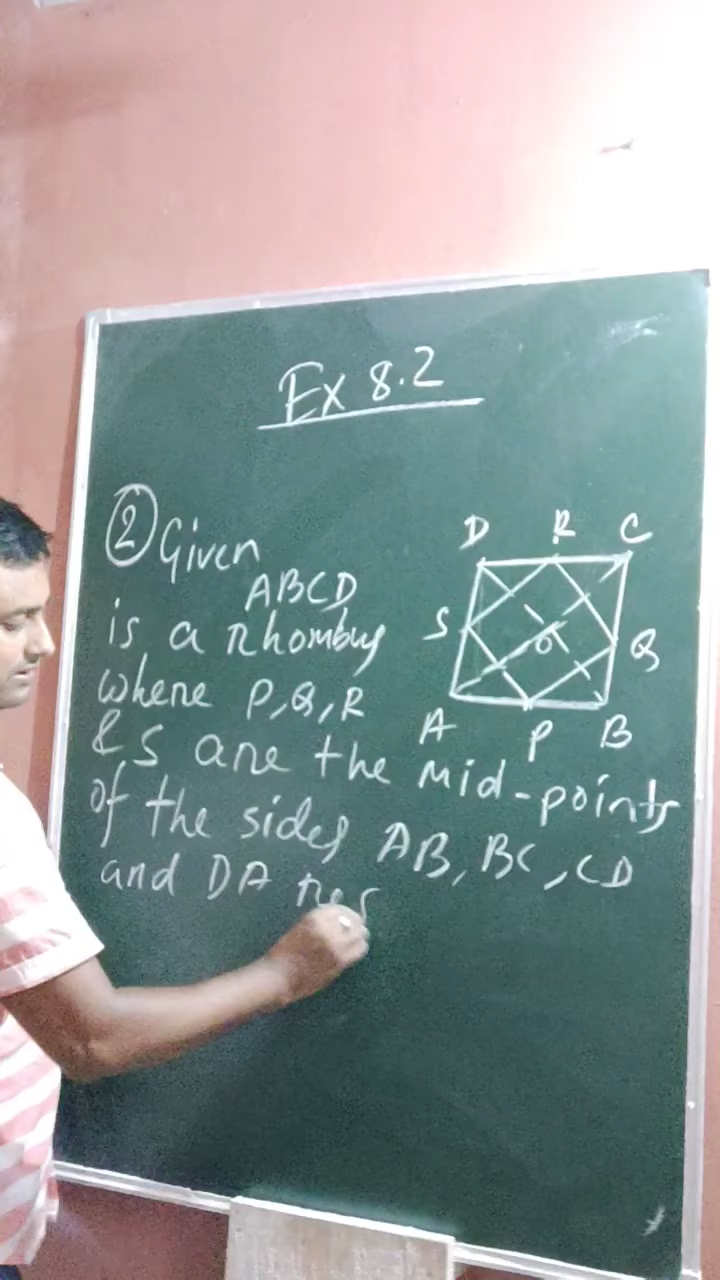 Ex 8.2
② Given
ABCD
is a Rhombus
where P, Q, R
& S are the Mid-points
of the sides AB, BC, CD
and DA res
D R C
S O Q
A P B